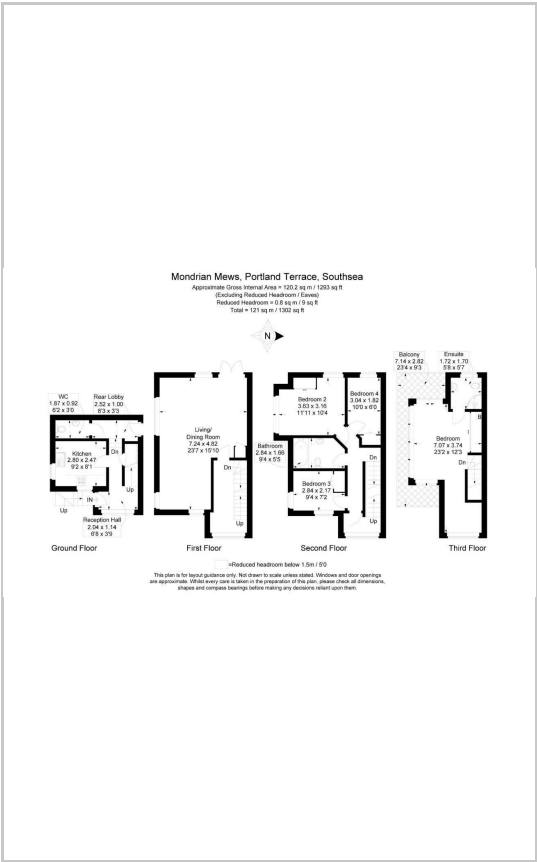 Mondrian Mews, Portland Terrace, Southsea
Approximate Gross Internal Area = 120.2 sq m / 1293 sq ft
(Excluding Reduced Headroom / Eaves)
Reduced Headroom = 0.8 sq m / 9 sq ft
Total = 121 sq m / 1302 sq ft
N
WC
1.87 x 0.92
6'2 x 3'0
Rear Lobby
2.52 x 1.00
8'3 x 3'3
Kitchen
2.80 x 2.47
9'2 x 8'1
Dn
Up
IN
Up
Reception Hall
2.04 x 1.14
6'8 x 3'9
Ground Floor
Living/
Dining Room
7.24 x 4.82
23'7 x 15'10
Dn
Up
First Floor
Bedroom 2
3.63 x 3.16
11'11 x 10'4
Bedroom 4
3.04 x 1.82
10'0 x 6'0
Bathroom
2.84 x 1.66
9'4 x 5'5
Bedroom 3
2.84 x 2.17
9'4 x 7'2
Dn
Up
Second Floor
Balcony
7.14 x 2.82
23'4 x 9'3
Ensuite
1.72 x 1.70
5'8 x 5'7
B
Bedroom
7.07 x 3.74
23'2 x 12'3
Dn
Third Floor
=Reduced headroom below 1.5m / 5'0
This plan is for layout guidance only. Not drawn to scale unless stated. Windows and door openings
are approximate. Whilst every care is taken in the preparation of this plan, please check all dimensions,
shapes and compass bearings before making any decisions reliant upon them.